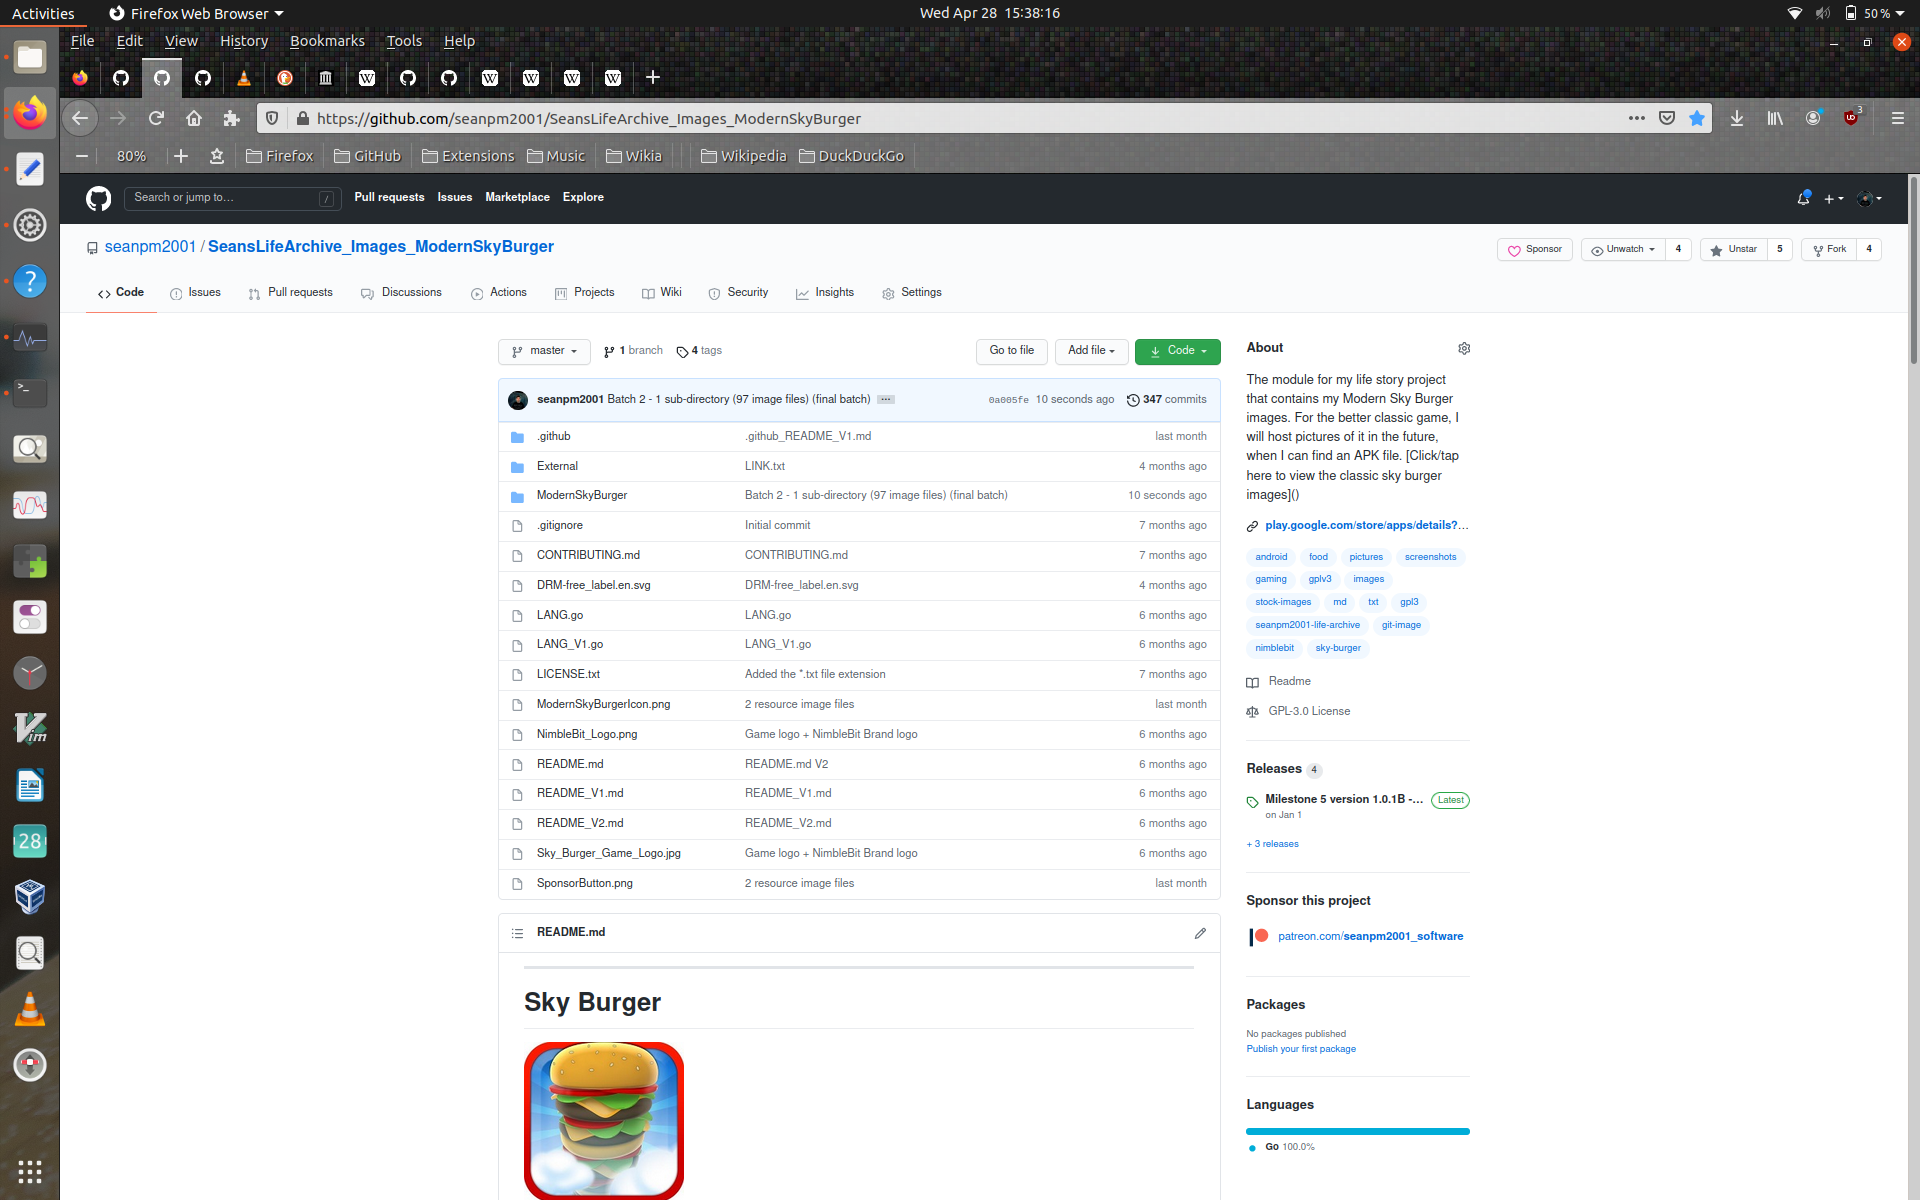 Activities
Firefox Web Browser
Wed Apr 28 15:38:16
50 %
File Edit View History Bookmarks Tools Help
https://github.com/seanpm2001/SeansLifeArchive_Images_ModernSkyBurger
3
80%
Firefox GitHub Extensions Music Wikia Wikipedia DuckDuckGo
Search or jump to… /
Pull requests Issues Marketplace Explore
seanpm2001 / SeansLifeArchive_Images_ModernSkyBurger
Sponsor Unwatch 4 Unstar 5 Fork 4
Code Issues Pull requests Discussions Actions Projects Wiki Security Insights Settings
master 1 branch 4 tags
Go to file Add file Code
seanpm2001 Batch 2 - 1 sub-directory (97 image files) (final batch) ... 0a005fe 10 seconds ago 347 commits
.github .github_README_V1.md last month
External LINK.txt 4 months ago
ModernSkyBurger Batch 2 - 1 sub-directory (97 image files) (final batch) 10 seconds ago
.gitignore Initial commit 7 months ago
CONTRIBUTING.md CONTRIBUTING.md 7 months ago
DRM-free_label.en.svg DRM-free_label.en.svg 4 months ago
LANG.go LANG.go 6 months ago
LANG_V1.go LANG_V1.go 6 months ago
LICENSE.txt Added the *.txt file extension 7 months ago
ModernSkyBurgerIcon.png 2 resource image files last month
NimbleBit_Logo.png Game logo + NimbleBit Brand logo 6 months ago
README.md README.md V2 6 months ago
README_V1.md README_V1.md 6 months ago
README_V2.md README_V2.md 6 months ago
Sky_Burger_Game_Logo.jpg Game logo + NimbleBit Brand logo 6 months ago
SponsorButton.png 2 resource image files last month
README.md
Sky Burger
About
The module for my life story project
that contains my Modern Sky Burger
images. For the better classic game, I
will host pictures of it in the future,
when I can find an APK file. [Click/tap
here to view the classic sky burger
images]()
play.google.com/store/apps/details?...
android food pictures screenshots
gaming gplv3 images
stock-images md txt gpl3
seanpm2001-life-archive git-image
nimblebit sky-burger
Readme
GPL-3.0 License
Releases 4
Milestone 5 version 1.0.1B -... Latest
on Jan 1
+ 3 releases
Sponsor this project
patreon.com/seanpm2001_software
Packages
No packages published
Publish your first package
Languages
Go 100.0%
28